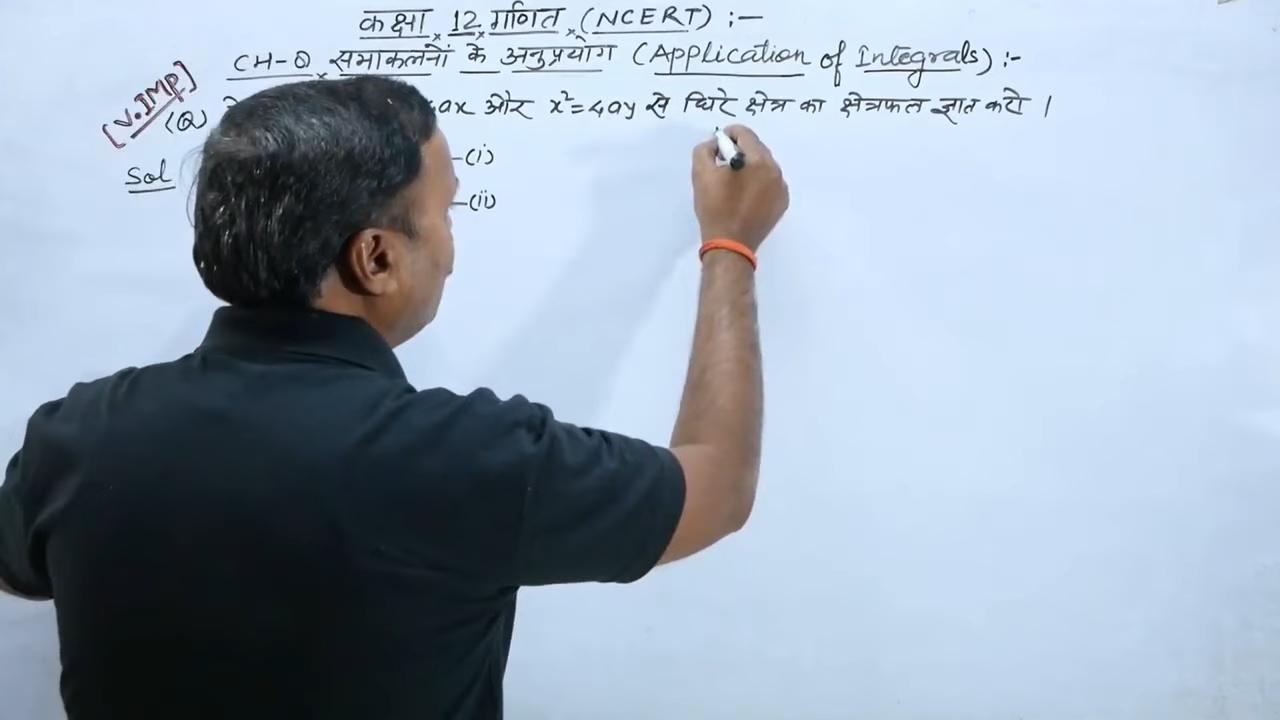 कक्षा 12 गणित (NCERT) :-
CH-8 समाकलनों के अनुप्रयोग (Application of Integrals) :-
[V.IMP]
(Q) ax और x²=4ay से घिरे क्षेत्र का क्षेत्रफल ज्ञात करो ।
Sol -(i)
-(ii)